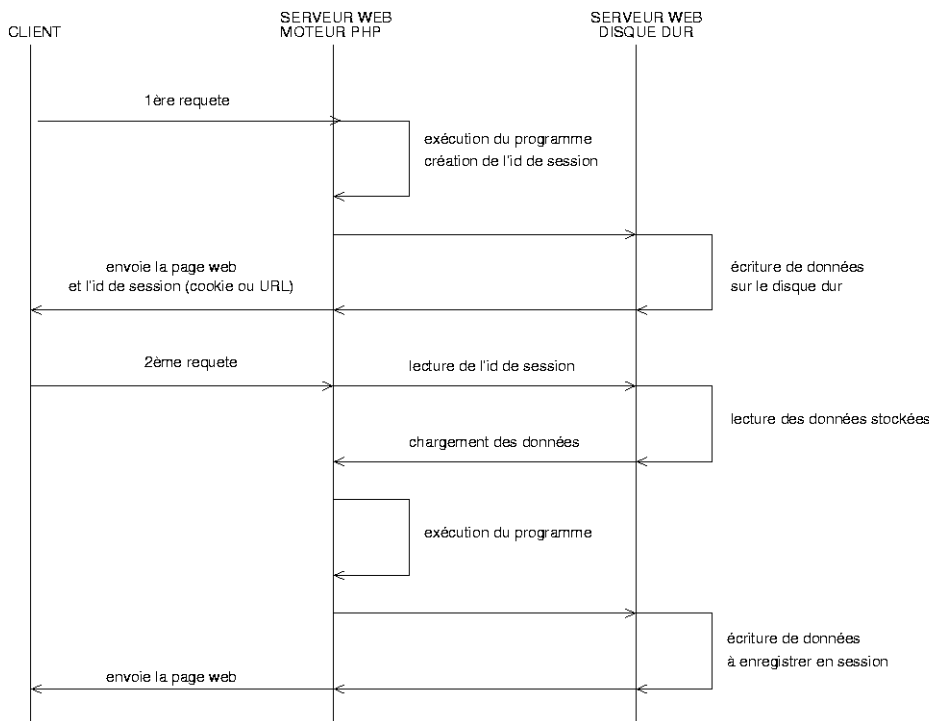 CLIENT
SERVEUR WEB
MOTEUR PHP
SERVEUR WEB
DISQUE DUR
1ère requete
exécution du programme
création de l'id de session
envoie la page web
et l'id de session (cookie ou URL)
écriture de données
sur le disque dur
2ème requete
lecture de l'id de session
lecture des données stockées
chargement des données
exécution du programme
écriture de données
à enregistrer en session
envoie la page web